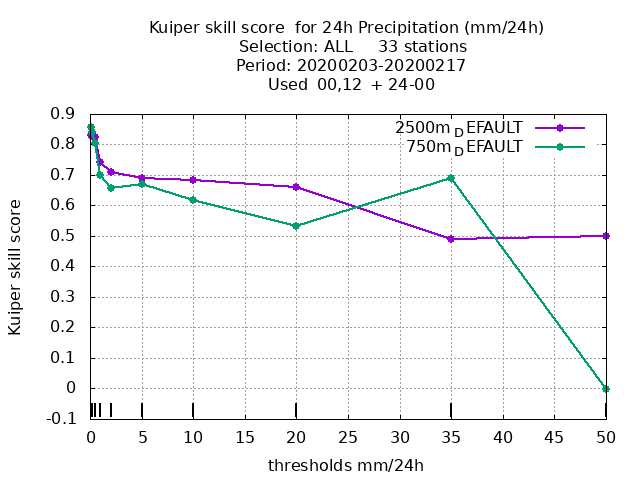 Kuiper skill score  for 24h Precipitation (mm/24h)
Selection: ALL     33 stations
Period: 20200203-20200217
Used  00,12  + 24-00
2500m_DEFAULT
750m_DEFAULT
0.9
0.8
0.7
0.6
0.5
0.4
0.3
0.2
0.1
0
-0.1
Kuiper skill score
0 5 10 15 20 25 30 35 40 45 50
thresholds mm/24h